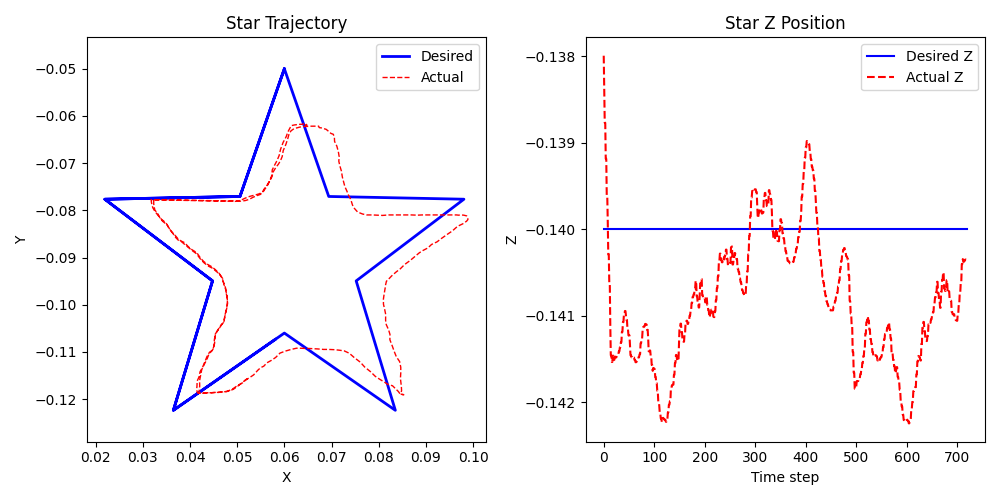 Star Trajectory
Desired
Actual
−0.05
−0.06
−0.07
−0.08
−0.09
−0.10
−0.11
−0.12
Y
0.02 0.03 0.04 0.05 0.06 0.07 0.08 0.09 0.10
X
Star Z Position
Desired Z
Actual Z
−0.138
−0.139
−0.140
−0.141
−0.142
Z
0 100 200 300 400 500 600 700
Time step